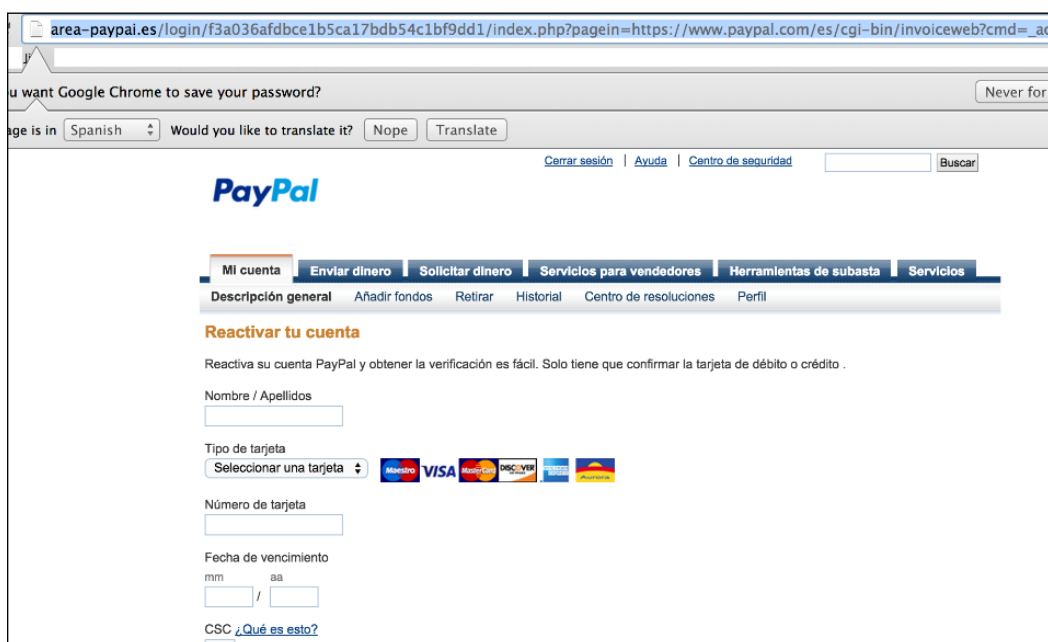 area-paypai.es/login/f3a036afdbce1b5ca17bdb54c1bf9dd1/index.php?pagein=https://www.paypal.com/es/cgi-bin/invoiceweb?cmd=_ac
u want Google Chrome to save your password? Never for
age is in Spanish Would you like to translate it? Nope Translate
Cerrar sesión | Ayuda | Centro de seguridad Buscar
PayPal
Mi cuenta Enviar dinero Solicitar dinero Servicios para vendedores Herramientas de subasta Servicios
Descripción general Añadir fondos Retirar Historial Centro de resoluciones Perfil
Reactivar tu cuenta
Reactiva su cuenta PayPal y obtener la verificación es fácil. Solo tiene que confirmar la tarjeta de débito o crédito .
Nombre / Apellidos
Tipo de tarjeta
Seleccionar una tarjeta Maestro VISA MasterCard DISCOVER AURORA
Número de tarjeta
Fecha de vencimiento
mm aa
/
CSC ¿Qué es esto?